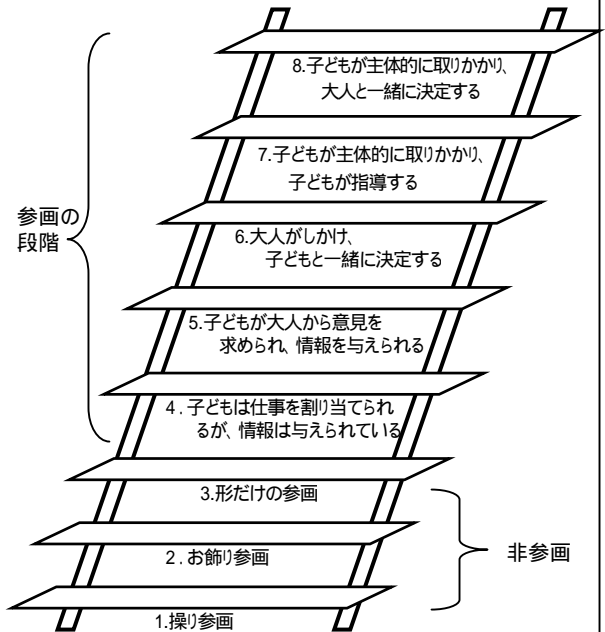 8.子どもが主体的に取りかかり、
大人と一緒に決定する
7.子どもが主体的に取りかかり、
子どもが指導する
6.大人がしかけ、
子どもと一緒に決定する
5.子どもが大人から意見を
求められ、情報を与えられる
4.子どもは仕事を割り当てられ
るが、情報は与えられている
3.形だけの参画
2.お飾り参画
1.操り参画
参画の
段階
非参画